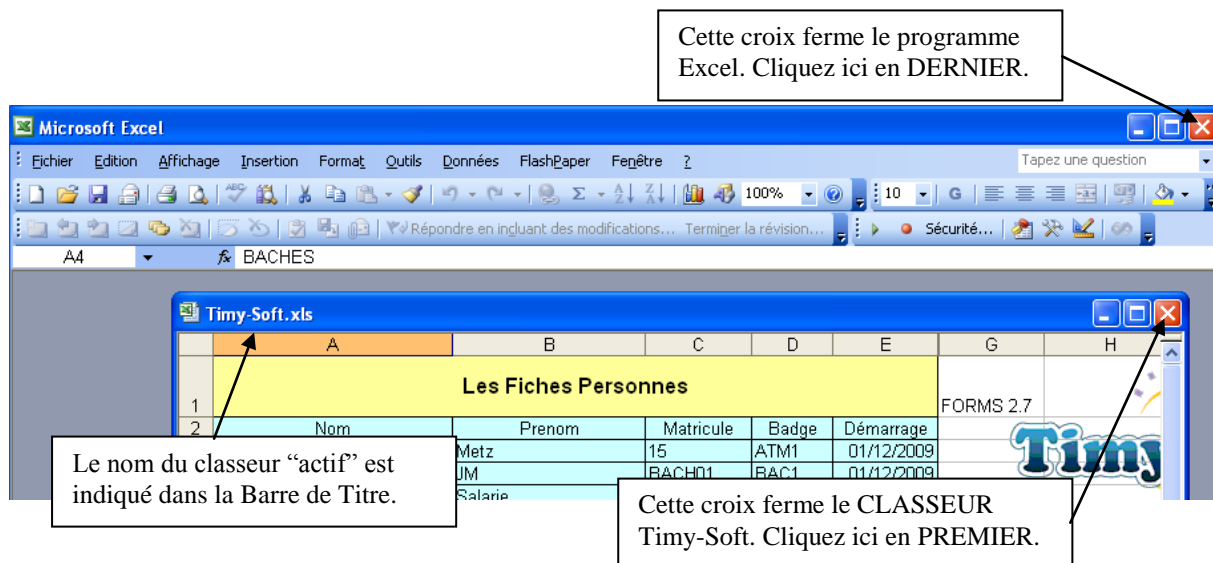 Cette croix ferme le programme
Excel. Cliquez ici en DERNIER.
Microsoft Excel
Fichier Edition Affichage Insertion Format Outils Données FlashPaper Fenêtre ? Tapez une question
100% 10 G
Répondre en incluant des modifications... Terminer la révision... Sécurité...
A4 fx BACHES
Timy-Soft.xls
A B C D E G H
1 Les Fiches Personnes FORMS 2.7
2 Nom Prenom Matricule Badge Démarrage
Metz 15 ATM1 01/12/2009
JM BACH01 BAC1 01/12/2009
Salarie
Timy
Le nom du classeur “actif” est
indiqué dans la Barre de Titre.
Cette croix ferme le CLASSEUR
Timy-Soft. Cliquez ici en PREMIER.